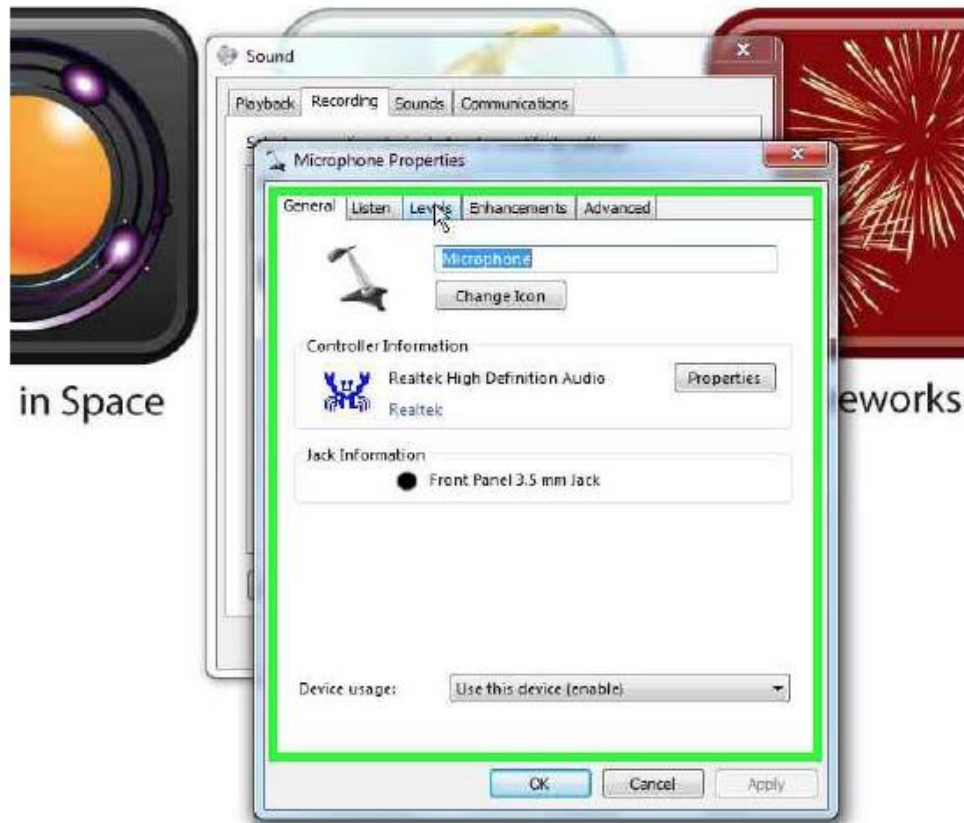 Sound
Playback Recording Sounds Communications
Microphone Properties
General Listen Levels Enhancements Advanced
Microphone
Change Icon
Controller Information
Realtek High Definition Audio
Properties
Realtek
Jack Information
Front Panel 3.5 mm Jack
in Space
eworks
Device usage:
Use this device (enable)
OK Cancel Apply